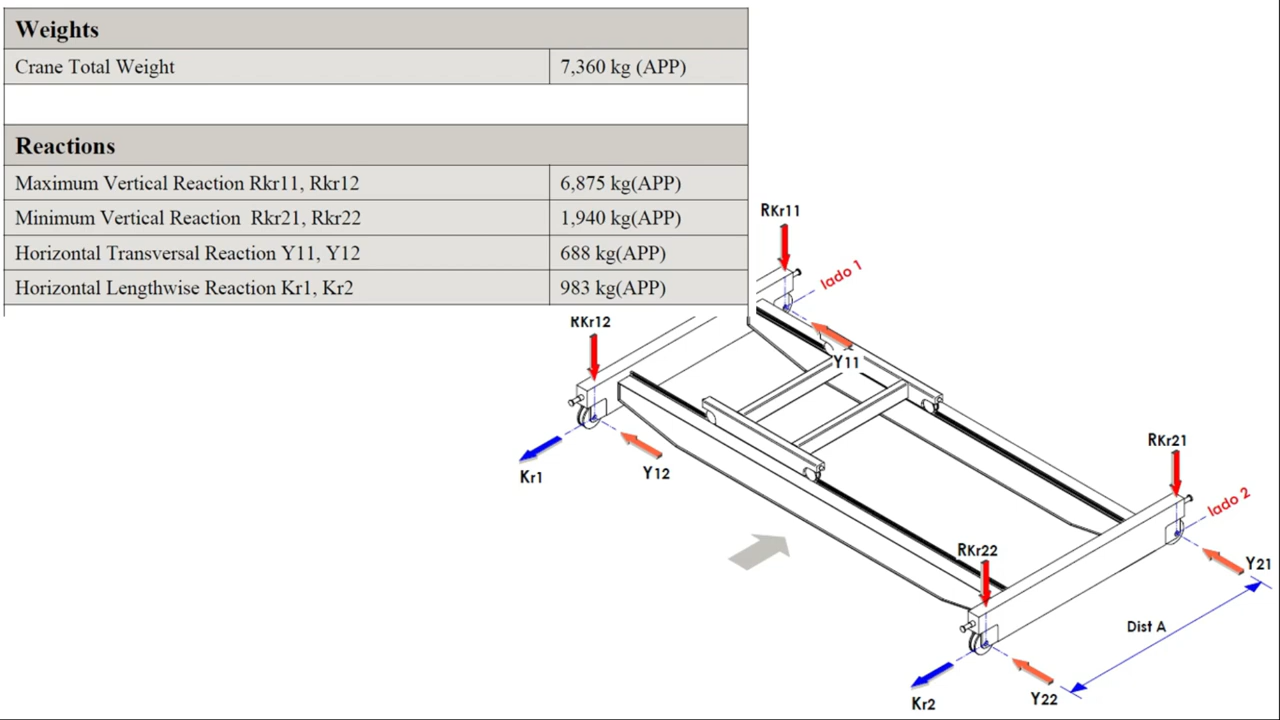 Weights
Crane Total Weight 7,360 kg (APP)
Reactions
Maximum Vertical Reaction Rkr11, Rkr12 6,875 kg(APP)
Minimum Vertical Reaction Rkr21, Rkr22 1,940 kg(APP)
Horizontal Transversal Reaction Y11, Y12 688 kg(APP)
Horizontal Lengthwise Reaction Kr1, Kr2 983 kg(APP)
RKr11
lado 1
RKr12
Y11
Kr1
Y12
RKr21
lado 2
RKr22
Y21
Dist A
Kr2
Y22